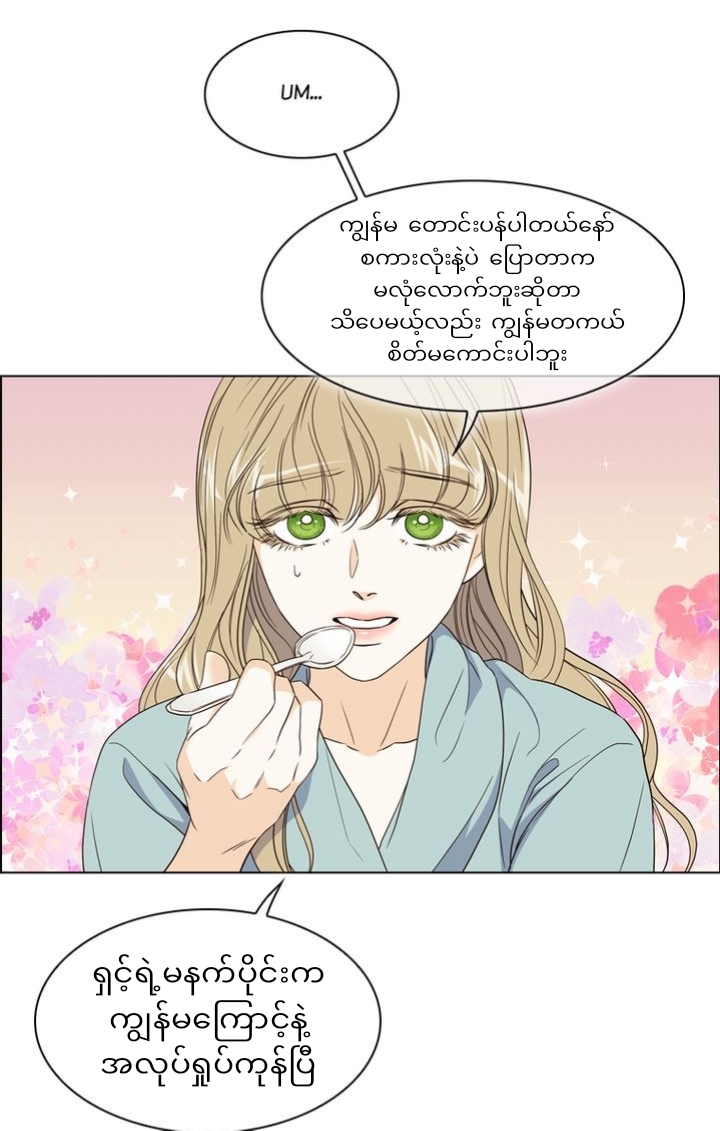 UM...
ကျွန်မ တောင်းပန်ပါတယ်နော်
စကားလုံးနဲ့ပဲ ပြောတာက
မလုံလောက်ဘူးဆိုတာ
သိပေမယ့်လည်း ကျွန်မတကယ်
စိတ်မကောင်းပါဘူး
ရှင့်ရဲ့မနက်ပိုင်းက
ကျွန်မကြောင့်နဲ့
အလုပ်ရှုပ်ကုန်ပြီ